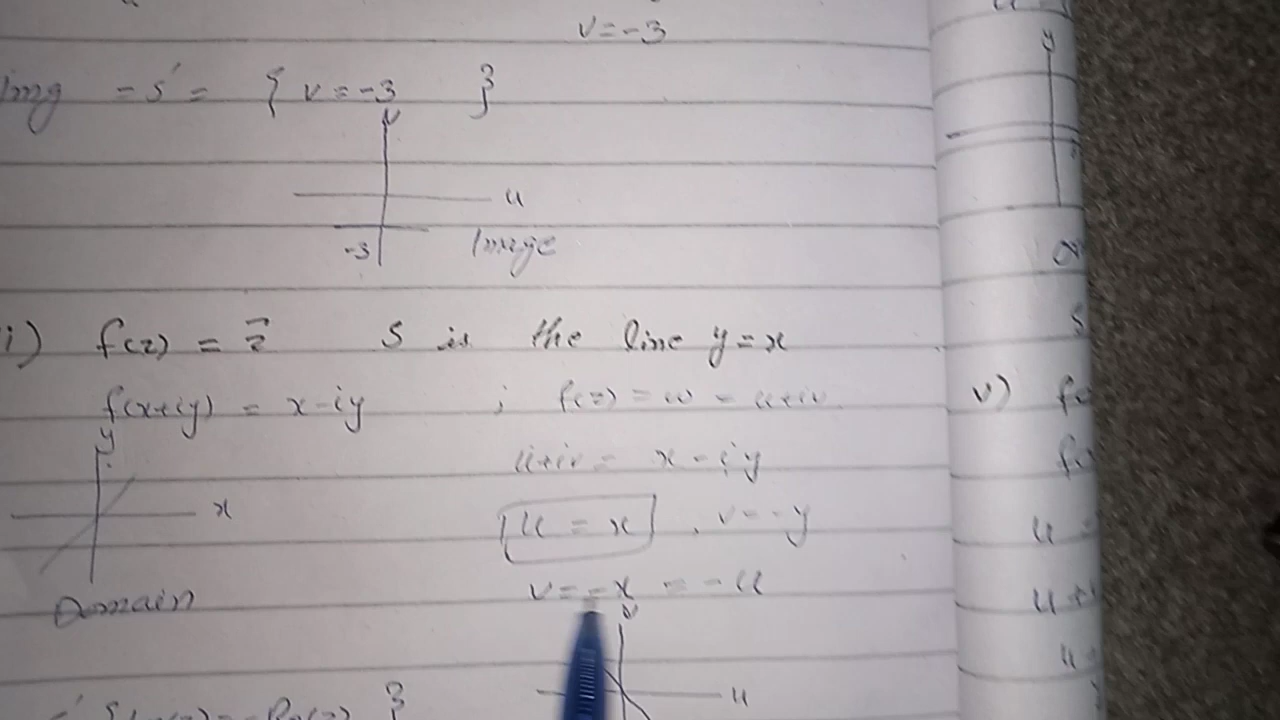 v=-3
Img = S' = { v=-3 }
v
u
-3 Image
i) f(z) = z̅ S is the line y=x
f(x+iy) = x-iy ; f(z) = w = u+iv
y
u+iv = x-iy
x
u = x , v=-y
v=-x = -u
Domain
v
u
y
v)